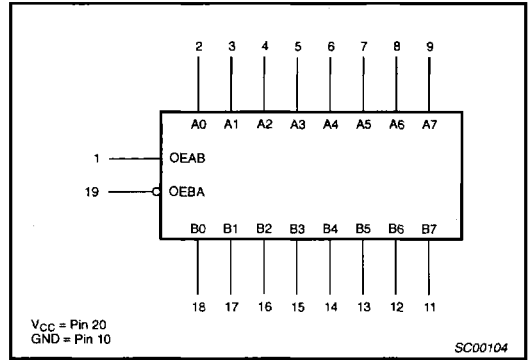 2 3 4 5 6 7 8 9
A0 A1 A2 A3 A4 A5 A6 A7
1 OEAB
19 OEBA
B0 B1 B2 B3 B4 B5 B6 B7
18 17 16 15 14 13 12 11
VCC = Pin 20
GND = Pin 10
SC00104